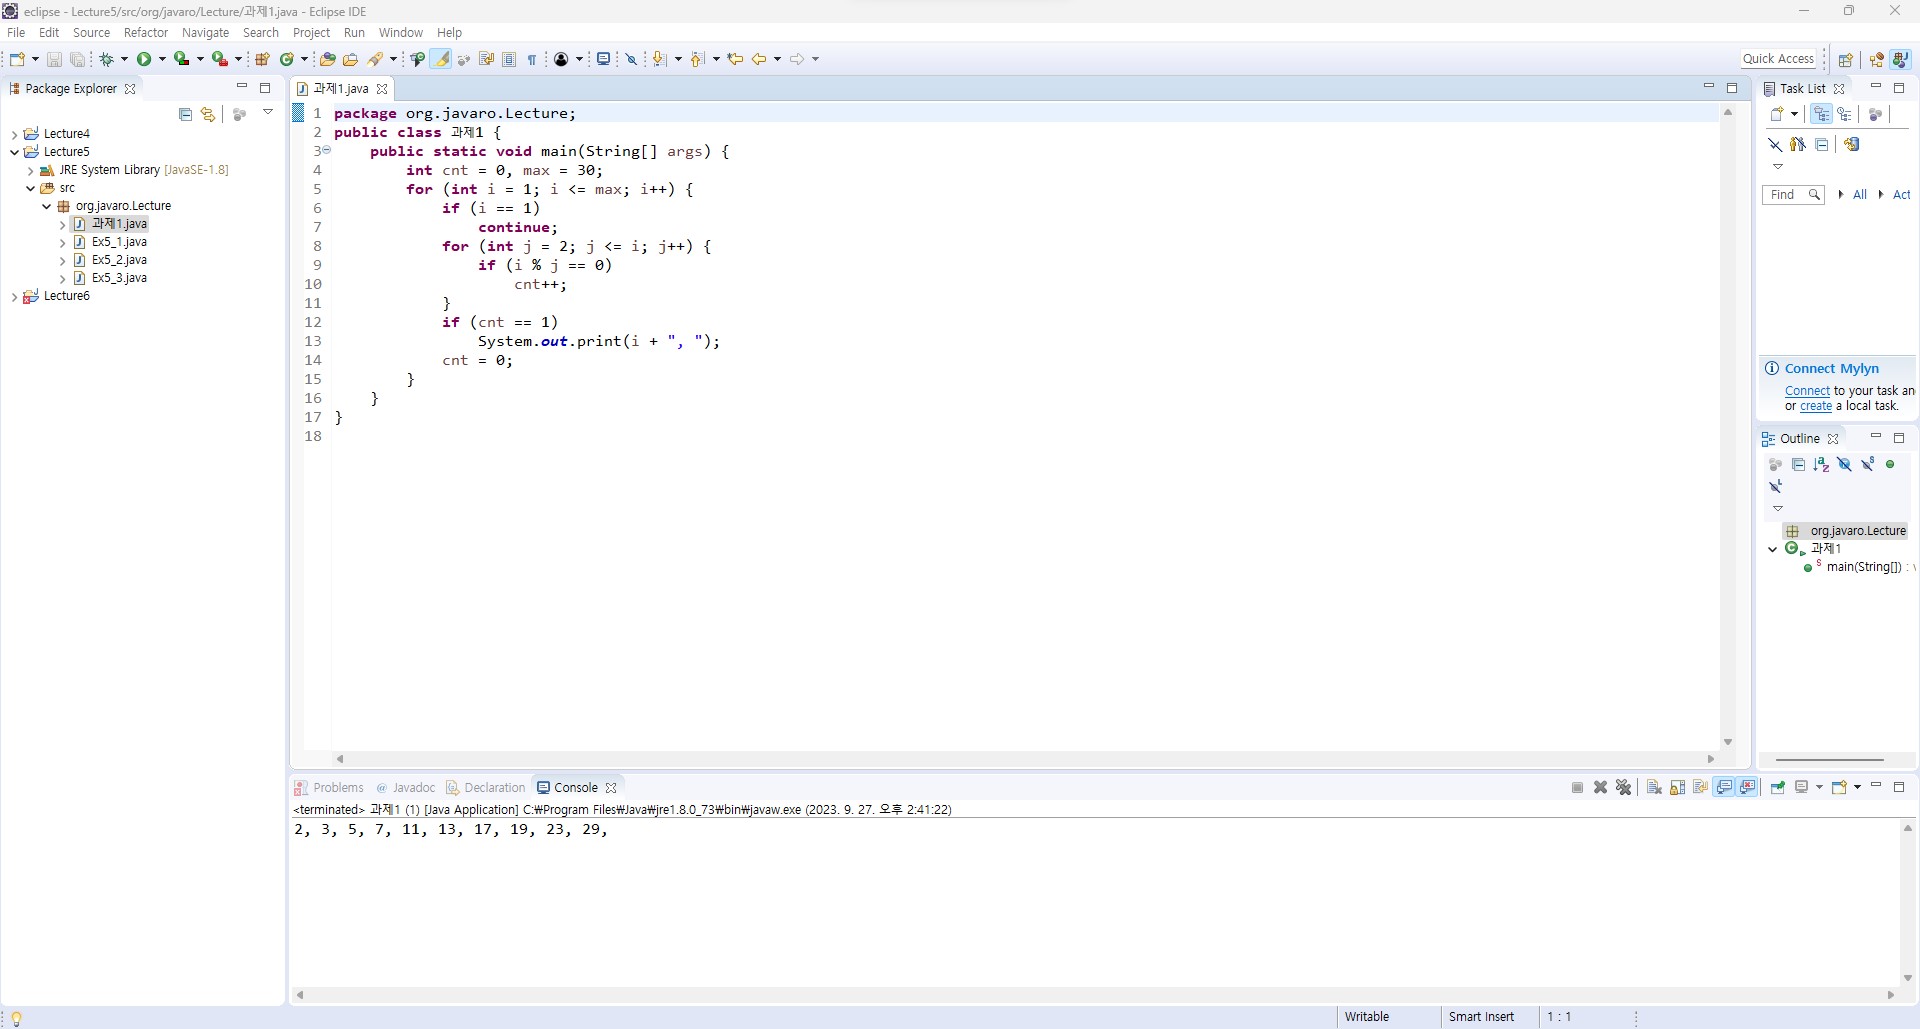 eclipse - Lecture5/src/org/javaro/Lecture/과제1.java - Eclipse IDE
File Edit Source Refactor Navigate Search Project Run Window Help
Quick Access
Package Explorer
Lecture4
Lecture5
JRE System Library [JavaSE-1.8]
src
org.javaro.Lecture
과제1.java
Ex5_1.java
Ex5_2.java
Ex5_3.java
Lecture6
과제1.java
1 package org.javaro.Lecture;
2 public class 과제1 {
3 public static void main(String[] args) {
4 int cnt = 0, max = 30;
5 for (int i = 1; i <= max; i++) {
6 if (i == 1)
7 continue;
8 for (int j = 2; j <= i; j++) {
9 if (i % j == 0)
10 cnt++;
11 }
12 if (cnt == 1)
13 System.out.print(i + ", ");
14 cnt = 0;
15 }
16 }
17 }
18
Task List
Find All Act
Connect Mylyn
Connect to your task an
or create a local task.
Outline
org.javaro.Lecture
과제1
main(String[]) : v
Problems Javadoc Declaration Console
<terminated> 과제1 (1) [Java Application] C:₩Program Files₩Java₩jre1.8.0_73₩bin₩javaw.exe (2023. 9. 27. 오후 2:41:22)
2, 3, 5, 7, 11, 13, 17, 19, 23, 29,
Writable Smart Insert 1 : 1